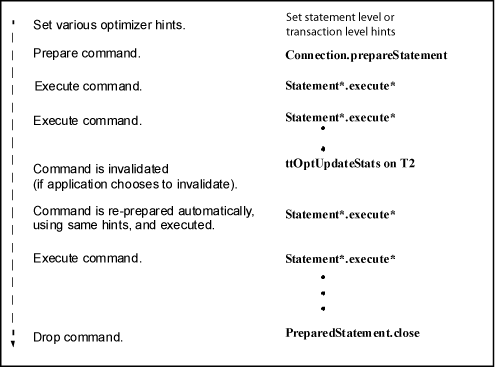 Set various optimizer hints.
Set statement level or
transaction level hints
Prepare command.
Connection.prepareStatement
Execute command.
Statement*.execute*
Execute command.
Statement*.execute*
Command is invalidated
(if application chooses to invalidate).
ttOptUpdateStats on T2
Command is re-prepared automatically,
using same hints, and executed.
Statement*.execute*
Execute command.
Statement*.execute*
Drop command.
PreparedStatement.close